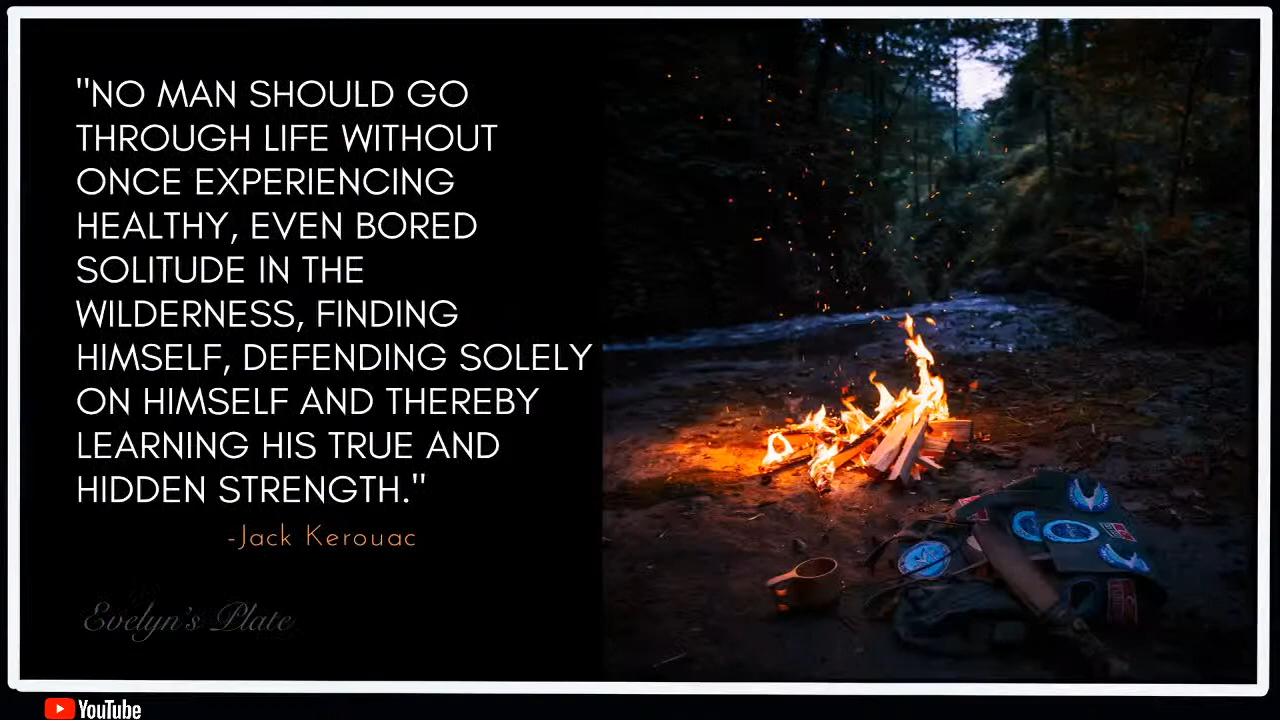 "NO MAN SHOULD GO
THROUGH LIFE WITHOUT
ONCE EXPERIENCING
HEALTHY, EVEN BORED
SOLITUDE IN THE
WILDERNESS, FINDING
HIMSELF, DEFENDING SOLELY
ON HIMSELF AND THEREBY
LEARNING HIS TRUE AND
HIDDEN STRENGTH."
-Jack Kerouac
Evelyn's Plate
YouTube